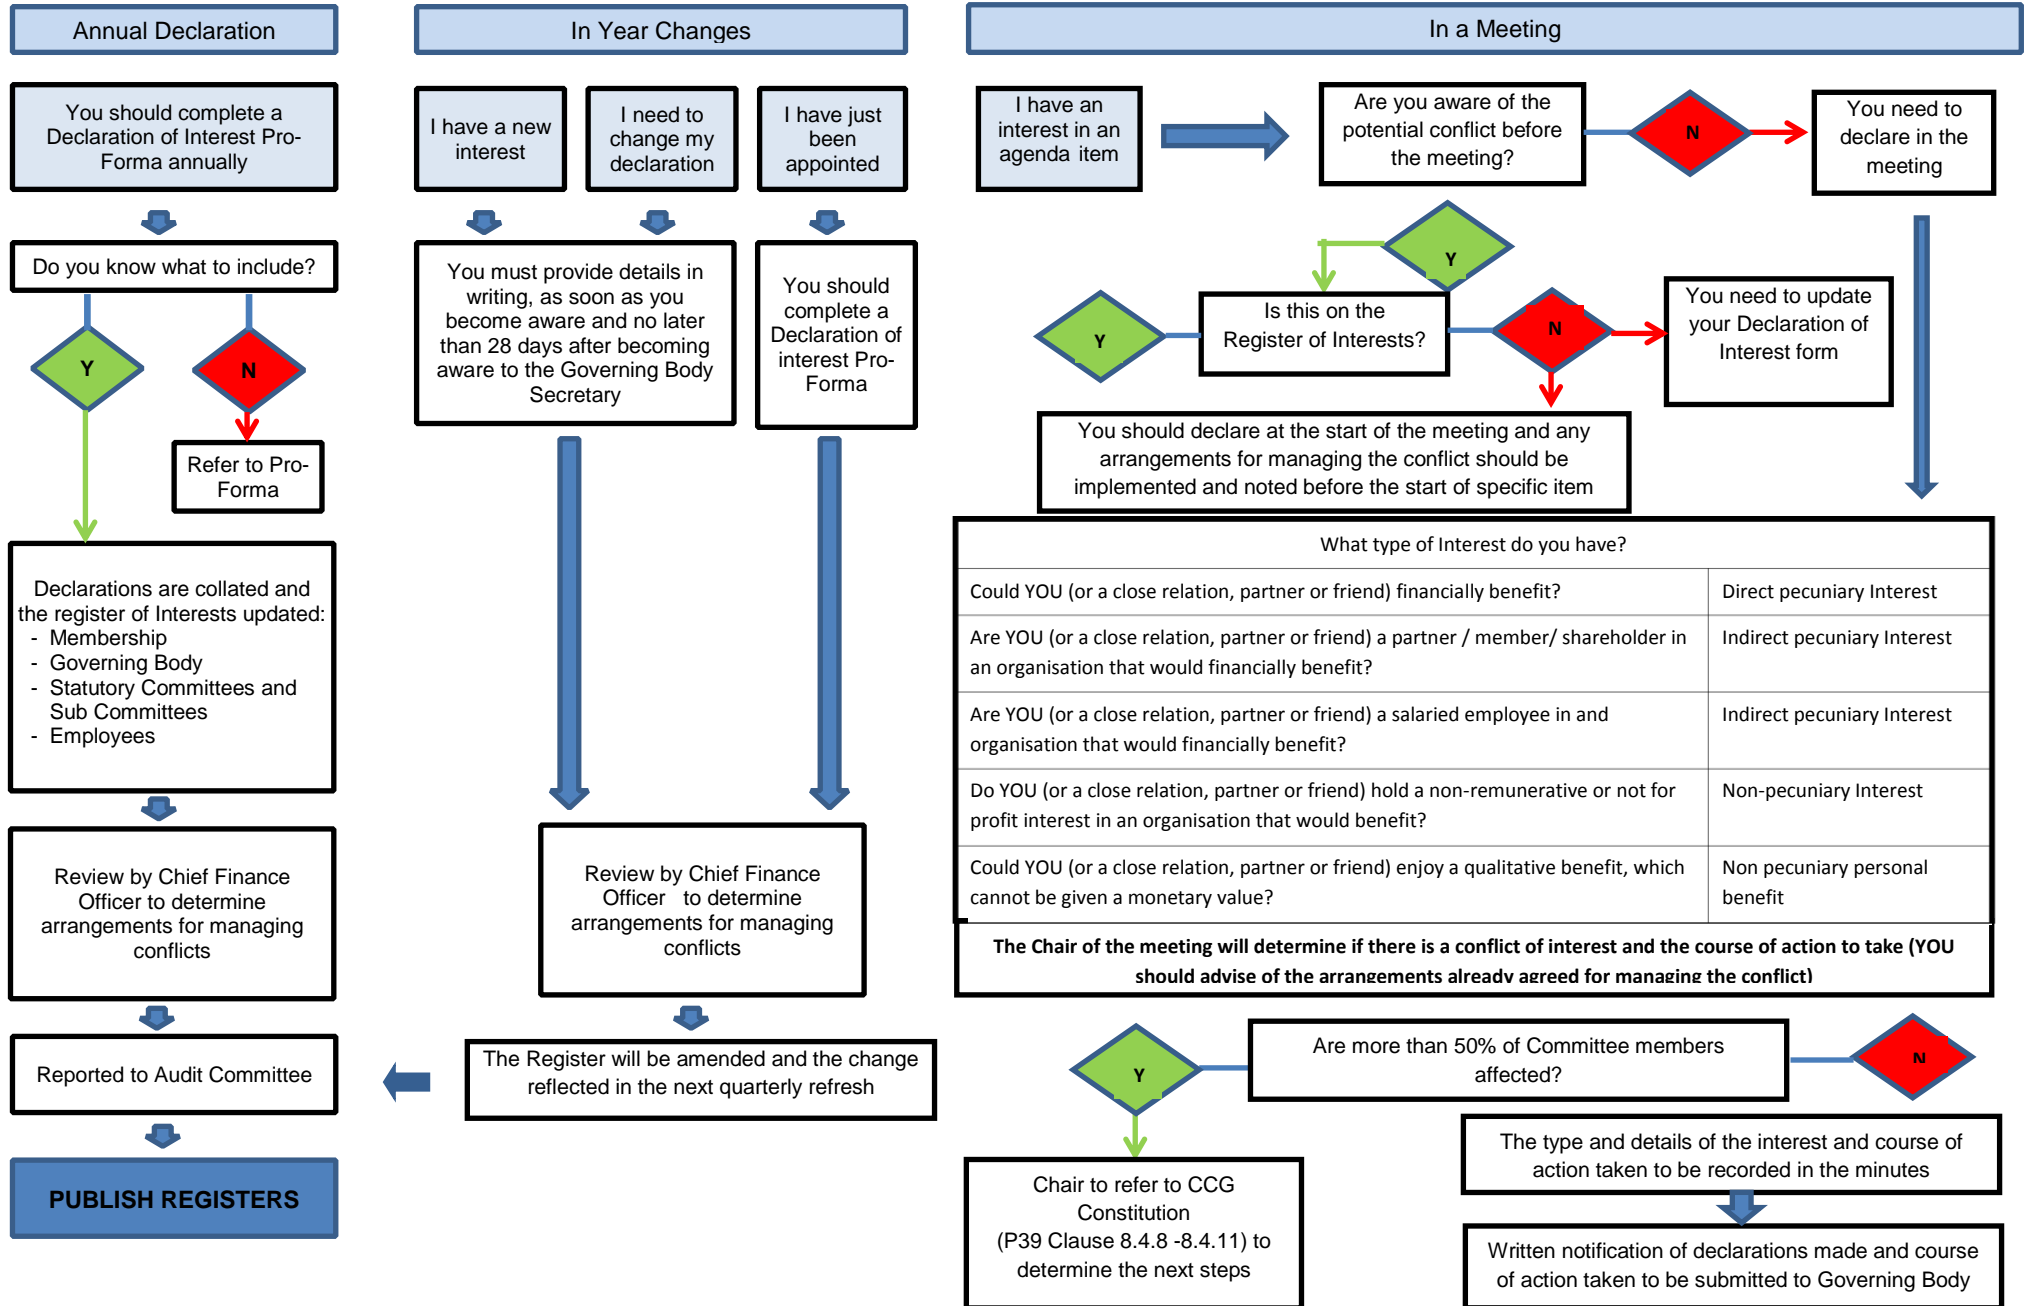 Annual Declaration
You should complete a
Declaration of Interest Pro-
Forma annually
Do you know what to include?
Y
N
Refer to Pro-
Forma
Declarations are collated and
the register of Interests updated:
- Membership
- Governing Body
- Statutory Committees and
Sub Committees
- Employees
Review by Chief Finance
Officer to determine
arrangements for managing
conflicts
Reported to Audit Committee
PUBLISH REGISTERS
In Year Changes
I have a new
interest
I need to
change my
declaration
I have just
been
appointed
You must provide details in
writing, as soon as you
become aware and no later
than 28 days after becoming
aware to the Governing Body
Secretary
You should
complete a
Declaration of
interest Pro-
Forma
Review by Chief Finance
Officer to determine
arrangements for managing
conflicts
The Register will be amended and the change
reflected in the next quarterly refresh
In a Meeting
I have an
interest in an
agenda item
Are you aware of the
potential conflict before
the meeting?
N
You need to
declare in the
meeting
Y
Is this on the
Register of Interests?
Y
N
You need to update
your Declaration of
Interest form
You should declare at the start of the meeting and any
arrangements for managing the conflict should be
implemented and noted before the start of specific item
What type of Interest do you have?
Could YOU (or a close relation, partner or friend) financially benefit?
Direct pecuniary Interest
Are YOU (or a close relation, partner or friend) a partner / member/ shareholder in
an organisation that would financially benefit?
Indirect pecuniary Interest
Are YOU (or a close relation, partner or friend) a salaried employee in and
organisation that would financially benefit?
Indirect pecuniary Interest
Do YOU (or a close relation, partner or friend) hold a non-remunerative or not for
profit interest in an organisation that would benefit?
Non-pecuniary Interest
Could YOU (or a close relation, partner or friend) enjoy a qualitative benefit, which
cannot be given a monetary value?
Non pecuniary personal
benefit
The Chair of the meeting will determine if there is a conflict of interest and the course of action to take (YOU
should advise of the arrangements already agreed for managing the conflict)
Are more than 50% of Committee members
affected?
Y
N
Chair to refer to CCG
Constitution
(P39 Clause 8.4.8 -8.4.11) to
determine the next steps
The type and details of the interest and course of
action taken to be recorded in the minutes
Written notification of declarations made and course
of action taken to be submitted to Governing Body